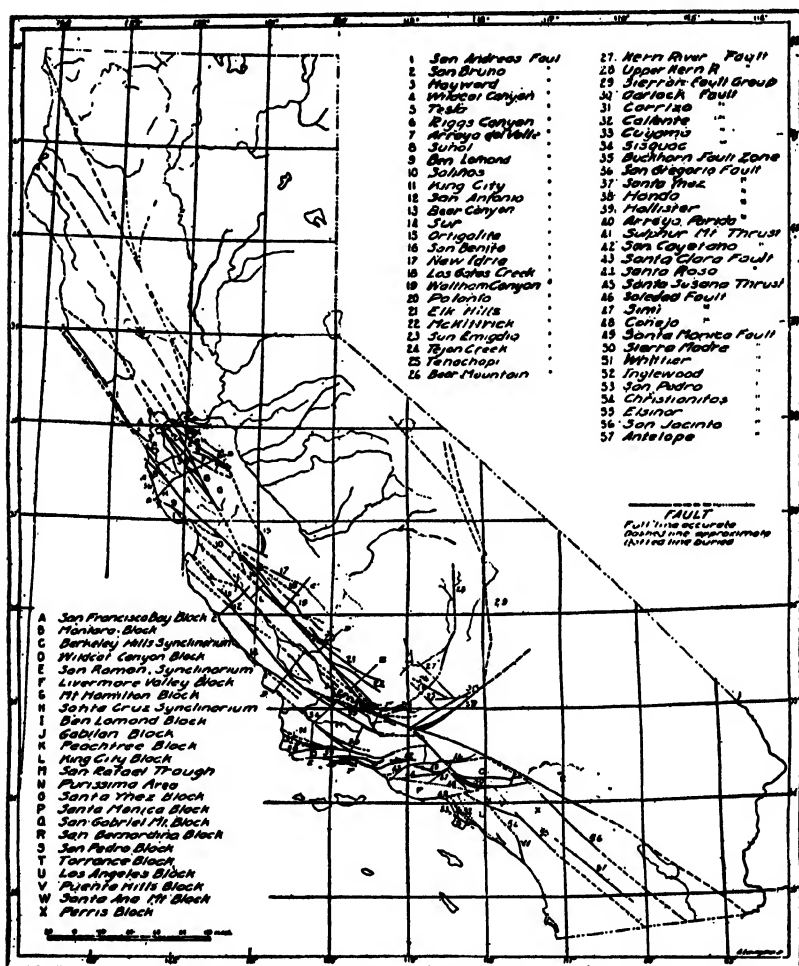 1 San Andreas Faul
2 San Bruno "
3 Hayward "
4 Wildcat Canyon "
5 Tesla "
6 Riggs Canyon "
7 Arroyo del Valle "
8 Suñol "
9 Ben Lomond "
10 Salinas "
11 King City "
12 San Antonio "
13 Bear Canyon "
14 Sur "
15 Ortigalito "
16 San Benito "
17 New Idria "
18 Los Gatos Creek "
19 Waltham Canyon "
20 Polonio "
21 Elk Hills "
22 McKittrick "
23 San Emigdio "
24 Tejon Creek "
25 Tehachapi "
26 Bear Mountain "
27. Kern River Fault
28 Upper Kern R "
29 Sierran Fault Group
30 Garlock Fault
31 Carrizo "
32 Caliente "
33 Cuyama "
34 Sisquoc "
35 Buckhorn Fault Zone
36 San Gregorio Fault
37 Santa Ynez "
38 Hondo "
39 Hollister "
40 Arroyo Parida "
41 Sulphur Mt Thrust
42 San Cayetano "
43 Santa Clara Fault
44 Santa Rosa "
45 Santa Susana Thrust
46 Soledad Fault
47 Simi "
48 Conejo "
49 Santa Monica Fault
50 Sierra Madre "
51 Whittier "
52 Inglewood "
53 San Pedro "
54 Christianitos "
55 Elsinor "
56 San Jacinto "
57 Antelope "
FAULT
Full line accurate
Dashed line approximate
Dotted line buried
A San Francisco Bay Block
B Montara Block
C Berkeley Hills Synclinorium
D Wildcat Canyon Block
E San Ramon Synclinorium
F Livermore Valley Block
G Mt Hamilton Block
H Santa Cruz Synclinorium
I Ben Lomond Block
J Gabilan Block
K Peachtree Block
L King City Block
M San Rafael Trough
N Purissima Area
O Santa Ynez Block
P Santa Monica Block
Q San Gabriel Mt. Block
R San Bernardino Block
S San Pedro Block
T Torrance Block
U Los Angeles Block
V Puente Hills Block
W Santa Ana Mt Block
X Perris Block